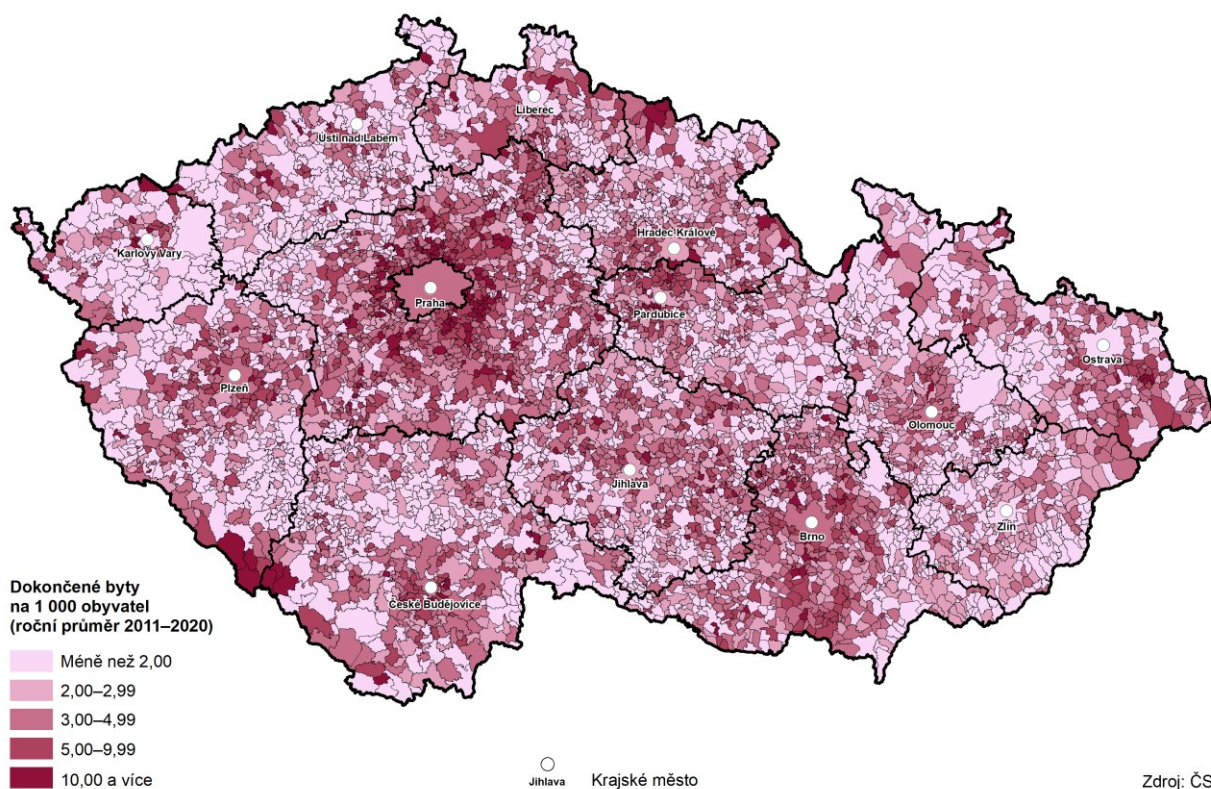 Liberec
Ústí nad Labem
Karlovy Vary
Hradec Králové
Praha
Pardubice
Ostrava
Plzeň
Olomouc
Jihlava
Zlín
Brno
České Budějovice
Dokončené byty
na 1 000 obyvatel
(roční průměr 2011–2020)
Méně než 2,00
2,00–2,99
3,00–4,99
5,00–9,99
10,00 a více
Jihlava Krajské město
Zdroj: ČS